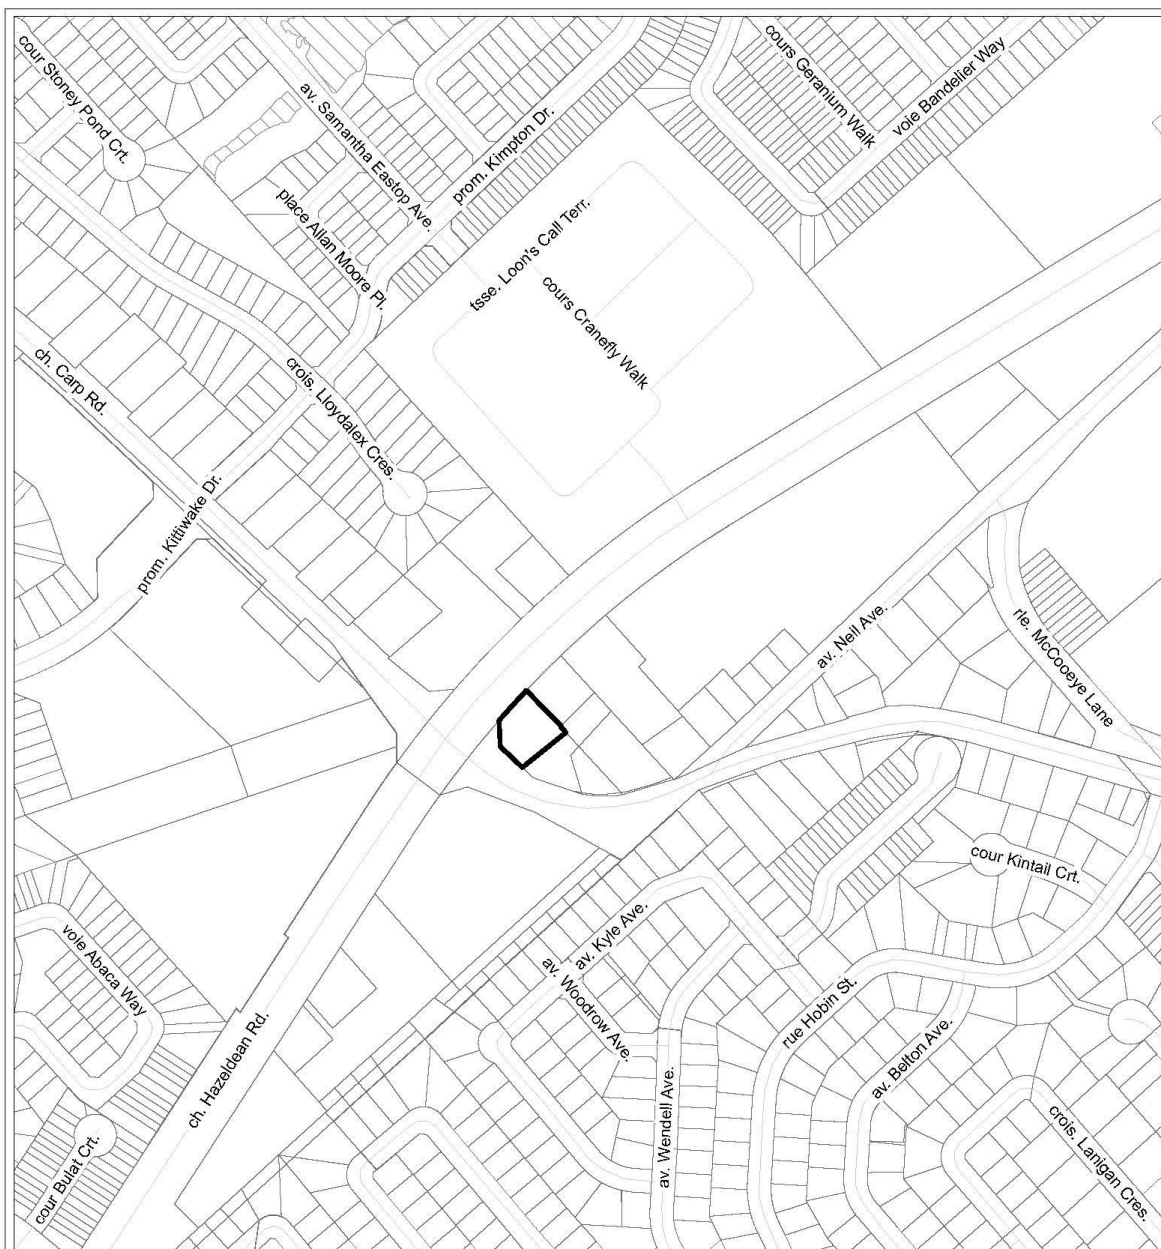 cour Stoney Pond Crt.
av. Samantha Eastop Ave.
prom. Kimpton Dr.
cours Geranium Walk
voie Bandelier Way
place Allan Moore Pl.
tsse. Loon's Call Terr.
cours Cranefly Walk
ch. Carp Rd.
crois. Lloydalex Cres.
prom. Kittiwake Dr.
av. Neil Ave.
rle. McCooeye Lane
cour Kintail Crt.
av. Kyle Ave.
voie Abaca Way
av. Woodrow Ave.
rue Hobin St.
ch. Hazeldean Rd.
av. Belton Ave.
av. Wendell Ave.
cour Bulat Crt.
crois. Lanigan Cres.